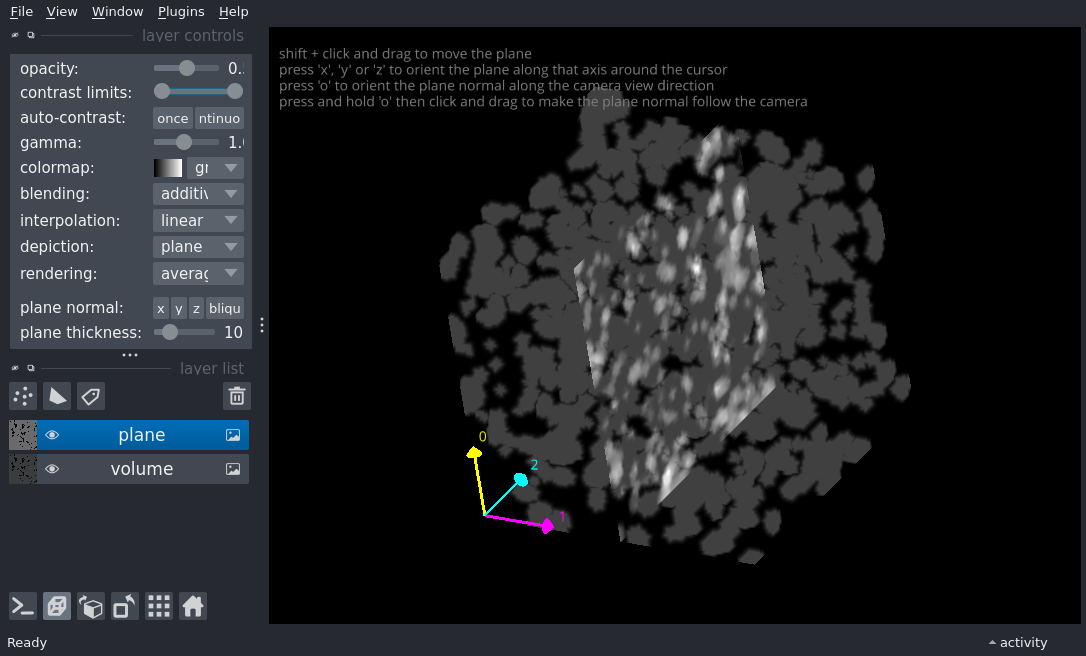 File View Window Plugins Help
layer controls
opacity: 0.
contrast limits:
auto-contrast: once ntinuo
gamma: 1.
colormap: gr
blending: additiv
interpolation: linear
depiction: plane
rendering: averag
plane normal: x y z bliqu
plane thickness: 10
layer list
plane
volume
shift + click and drag to move the plane
press 'x', 'y' or 'z' to orient the plane along that axis around the cursor
press 'o' to orient the plane normal along the camera view direction
press and hold 'o' then click and drag to make the plane normal follow the camera
0
2
1
Ready
activity